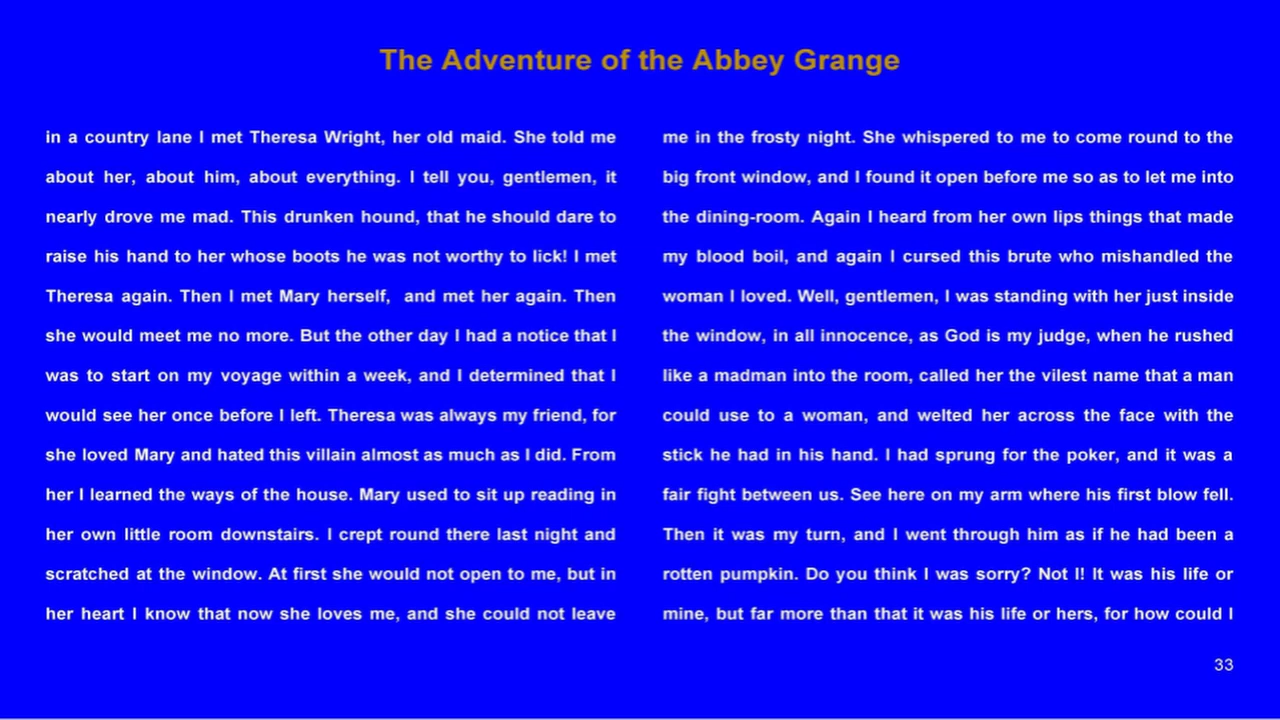 The Adventure of the Abbey Grange
in a country lane I met Theresa Wright, her old maid. She told me
about her, about him, about everything. I tell you, gentlemen, it
nearly drove me mad. This drunken hound, that he should dare to
raise his hand to her whose boots he was not worthy to lick! I met
Theresa again. Then I met Mary herself,  and met her again. Then
she would meet me no more. But the other day I had a notice that I
was to start on my voyage within a week, and I determined that I
would see her once before I left. Theresa was always my friend, for
she loved Mary and hated this villain almost as much as I did. From
her I learned the ways of the house. Mary used to sit up reading in
her own little room downstairs. I crept round there last night and
scratched at the window. At first she would not open to me, but in
her heart I know that now she loves me, and she could not leave
me in the frosty night. She whispered to me to come round to the
big front window, and I found it open before me so as to let me into
the dining-room. Again I heard from her own lips things that made
my blood boil, and again I cursed this brute who mishandled the
woman I loved. Well, gentlemen, I was standing with her just inside
the window, in all innocence, as God is my judge, when he rushed
like a madman into the room, called her the vilest name that a man
could use to a woman, and welted her across the face with the
stick he had in his hand. I had sprung for the poker, and it was a
fair fight between us. See here on my arm where his first blow fell.
Then it was my turn, and I went through him as if he had been a
rotten pumpkin. Do you think I was sorry? Not I! It was his life or
mine, but far more than that it was his life or hers, for how could I
33